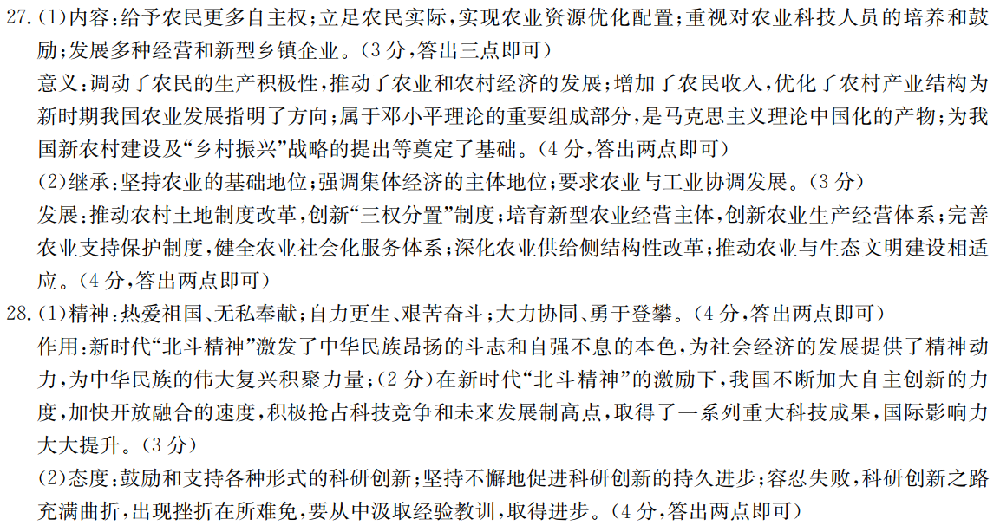 27.(1)内容:给予农民更多自主权;立足农民实际,实现农业资源优化配置;重视对农业科技人员的培养和鼓
励;发展多种经营和新型乡镇企业。(3分,答出三点即可)
意义:调动了农民的生产积极性,推动了农业和农村经济的发展;增加了农民收入,优化了农村产业结构为
新时期我国农业发展指明了方向;属于邓小平理论的重要组成部分,是马克思主义理论中国化的产物;为我
国新农村建设及“乡村振兴”战略的提出等奠定了基础。(4分,答出两点即可)
(2)继承:坚持农业的基础地位;强调集体经济的主体地位;要求农业与工业协调发展。(3分)
发展:推动农村土地制度改革,创新“三权分置”制度;培育新型农业经营主体,创新农业生产经营体系;完善
农业支持保护制度,健全农业社会化服务体系;深化农业供给侧结构性改革;推动农业与生态文明建设相适
应。(4分,答出两点即可)
28.(1)精神:热爱祖国、无私奉献;自力更生、艰苦奋斗;大力协同、勇于登攀。(4分,答出两点即可)
作用:新时代“北斗精神”激发了中华民族昂扬的斗志和自强不息的本色,为社会经济的发展提供了精神动
力,为中华民族的伟大复兴积聚力量;(2分)在新时代“北斗精神”的激励下,我国不断加大自主创新的力
度,加快开放融合的速度,积极抢占科技竞争和未来发展制高点,取得了一系列重大科技成果,国际影响力
大大提升。(3分)
(2)态度:鼓励和支持各种形式的科研创新;坚持不懈地促进科研创新的持久进步;容忍失败,科研创新之路
充满曲折,出现挫折在所难免,要从中汲取经验教训,取得进步。(4分,答出两点即可)